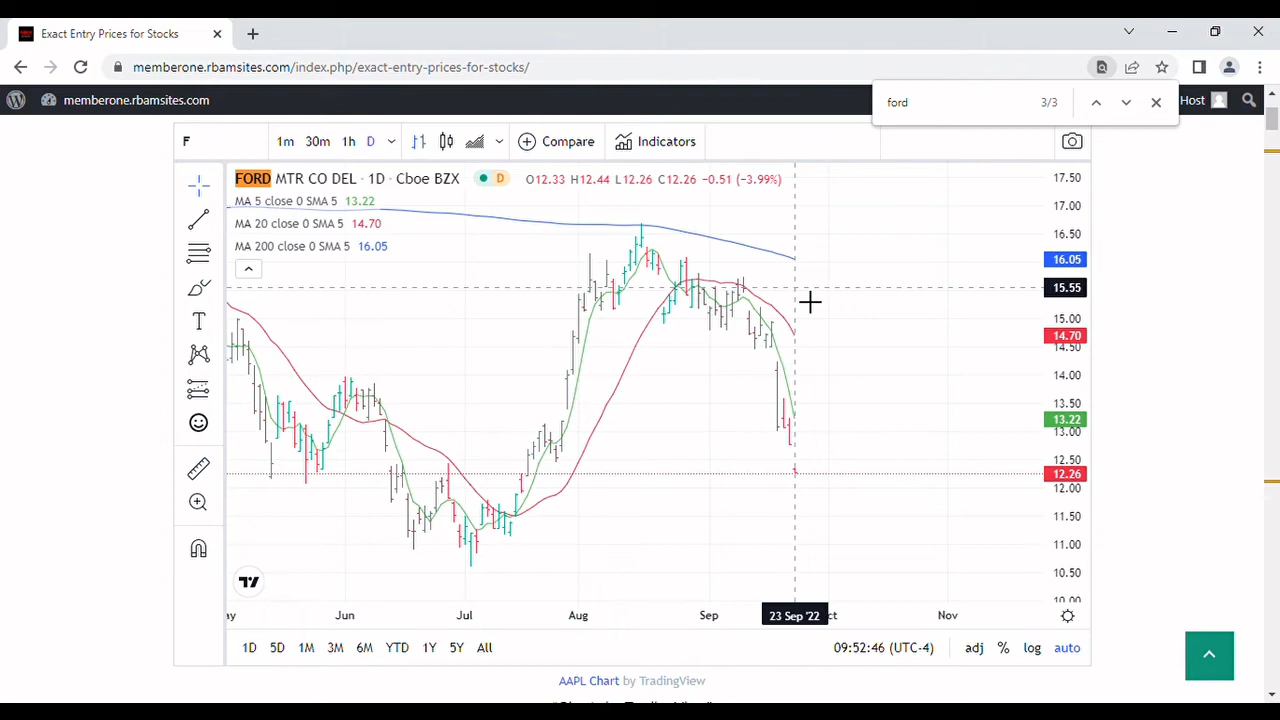 Exact Entry Prices for Stocks
memberone.rbamsites.com/index.php/exact-entry-prices-for-stocks/
memberone.rbamsites.com
ford 3/3
Host
F 1m 30m 1h D Compare Indicators
FORD MTR CO DEL · 1D · Cboe BZX D O12.33 H12.44 L12.26 C12.26 -0.51 (-3.99%)
MA 5 close 0 SMA 5 13.22
MA 20 close 0 SMA 5 14.70
MA 200 close 0 SMA 5 16.05
17.50
17.00
16.50
16.05
15.55
15.00
14.70
14.50
14.00
13.50
13.22
13.00
12.50
12.26
12.00
11.50
11.00
10.50
10.00
ay Jun Jul Aug Sep 23 Sep '22 ct Nov
1D 5D 1M 3M 6M YTD 1Y 5Y All 09:52:46 (UTC-4) adj % log auto
AAPL Chart by TradingView